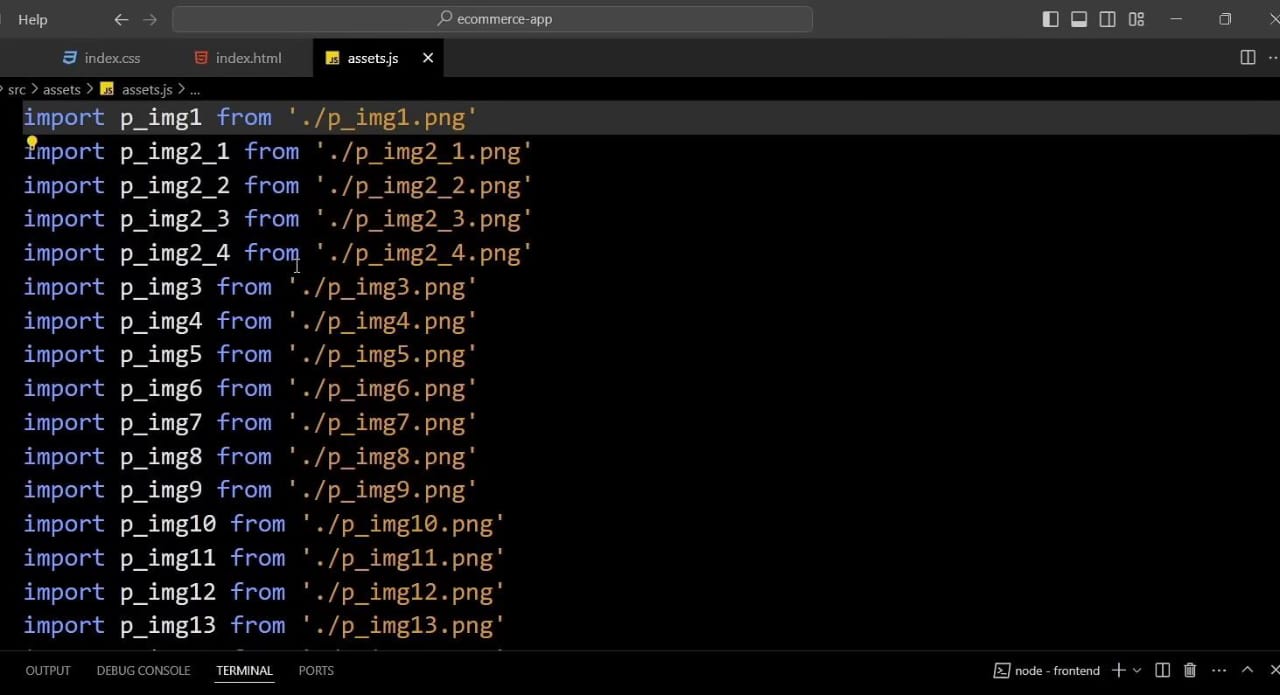 Help
ecommerce-app
index.css
index.html
JS assets.js
src > assets > JS assets.js > ...
import p_img1 from './p_img1.png'
import p_img2_1 from './p_img2_1.png'
import p_img2_2 from './p_img2_2.png'
import p_img2_3 from './p_img2_3.png'
import p_img2_4 from './p_img2_4.png'
import p_img3 from './p_img3.png'
import p_img4 from './p_img4.png'
import p_img5 from './p_img5.png'
import p_img6 from './p_img6.png'
import p_img7 from './p_img7.png'
import p_img8 from './p_img8.png'
import p_img9 from './p_img9.png'
import p_img10 from './p_img10.png'
import p_img11 from './p_img11.png'
import p_img12 from './p_img12.png'
import p_img13 from './p_img13.png'
OUTPUT DEBUG CONSOLE TERMINAL PORTS
node - frontend